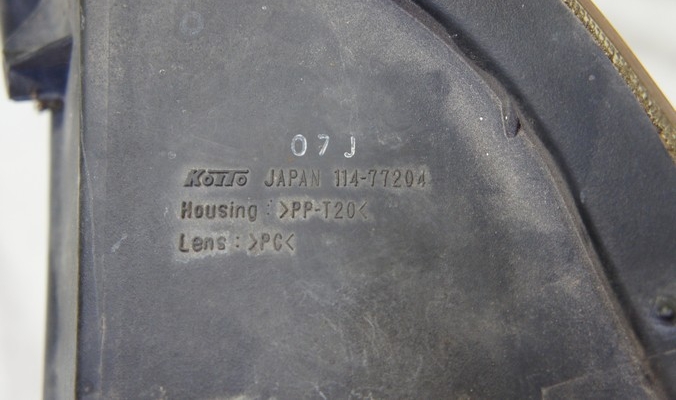 07J
KOITO JAPAN 114-77204
Housing : >PP-T20<
Lens : >PC<